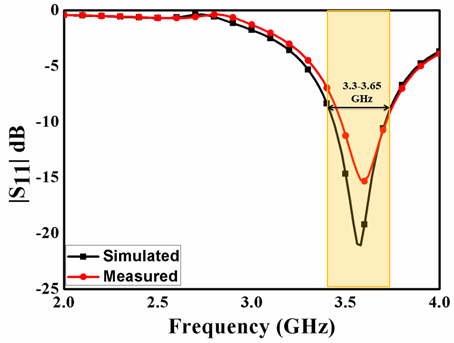 0
-5
-10
-15
-20
-25
|S11| dB
3.3-3.65
GHz
Simulated
Measured
2.0 2.5 3.0 3.5 4.0
Frequency (GHz)